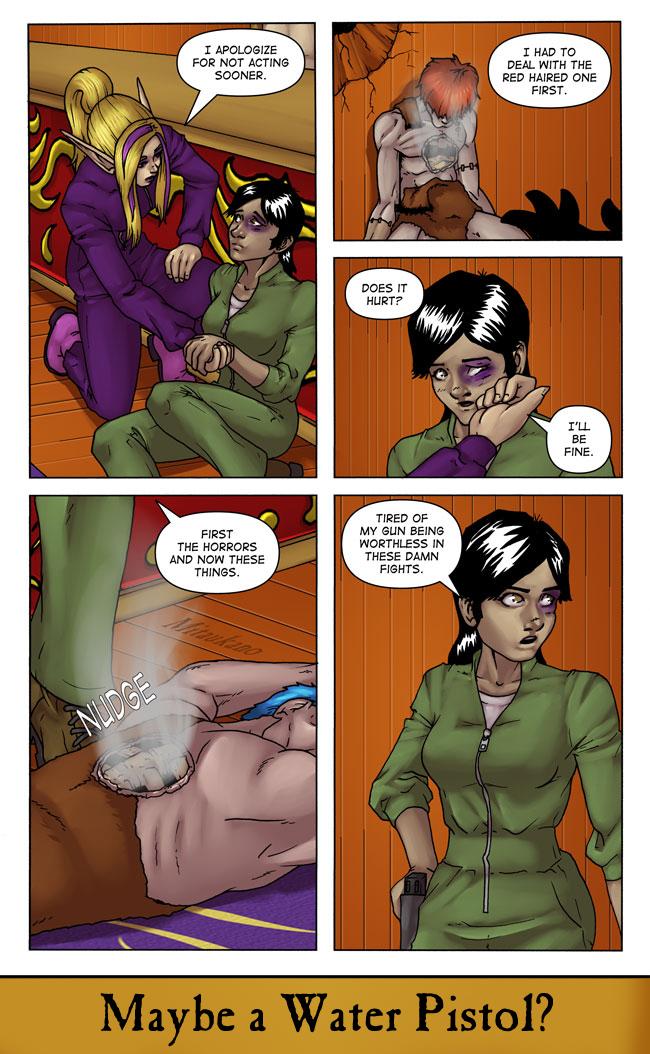 I APOLOGIZE
FOR NOT ACTING
SOONER.
I HAD TO
DEAL WITH THE
RED HAIRED ONE
FIRST.
DOES IT
HURT?
I'LL
BE
FINE.
FIRST
THE HORRORS
AND NOW THESE
THINGS.
Mitsukano
NUDGE
TIRED OF
MY GUN BEING
WORTHLESS IN
THESE DAMN
FIGHTS.
Maybe a Water Pistol?